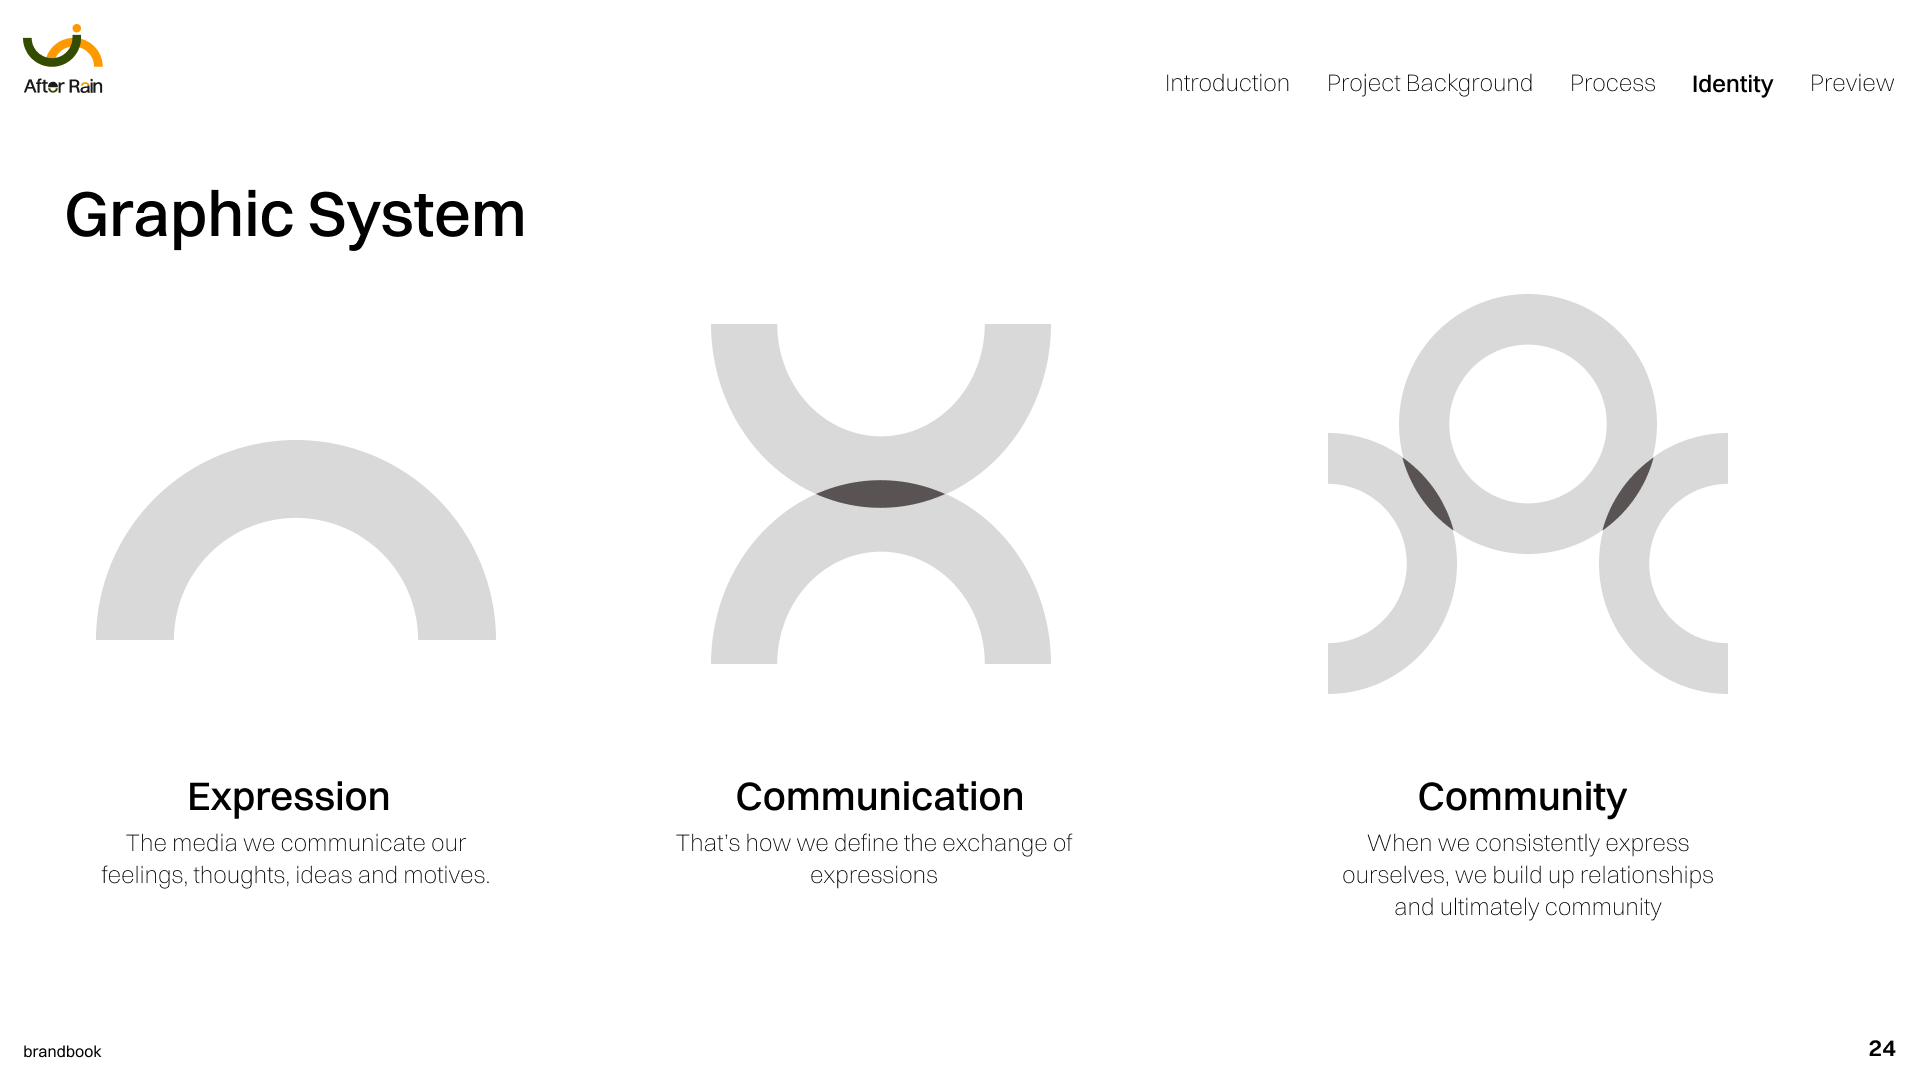 After Rain
Introduction
Project Background
Process
Identity
Preview
Graphic System
Expression
The media we communicate our
feelings, thoughts, ideas and motives.
Communication
That's how we define the exchange of
expressions
Community
When we consistently express
ourselves, we build up relationships
and ultimately community
brandbook
24